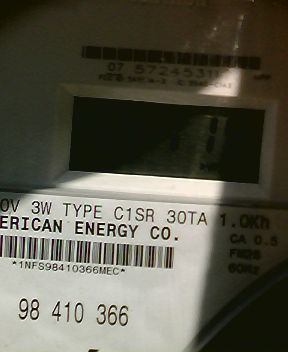 07 57245311
0V 3W TYPE C1SR 30TA 1.0Kh
ERICAN ENERGY CO.
CA 0.5
*1NFS98410366MEC*
FM2S
60Hz
98 410 366